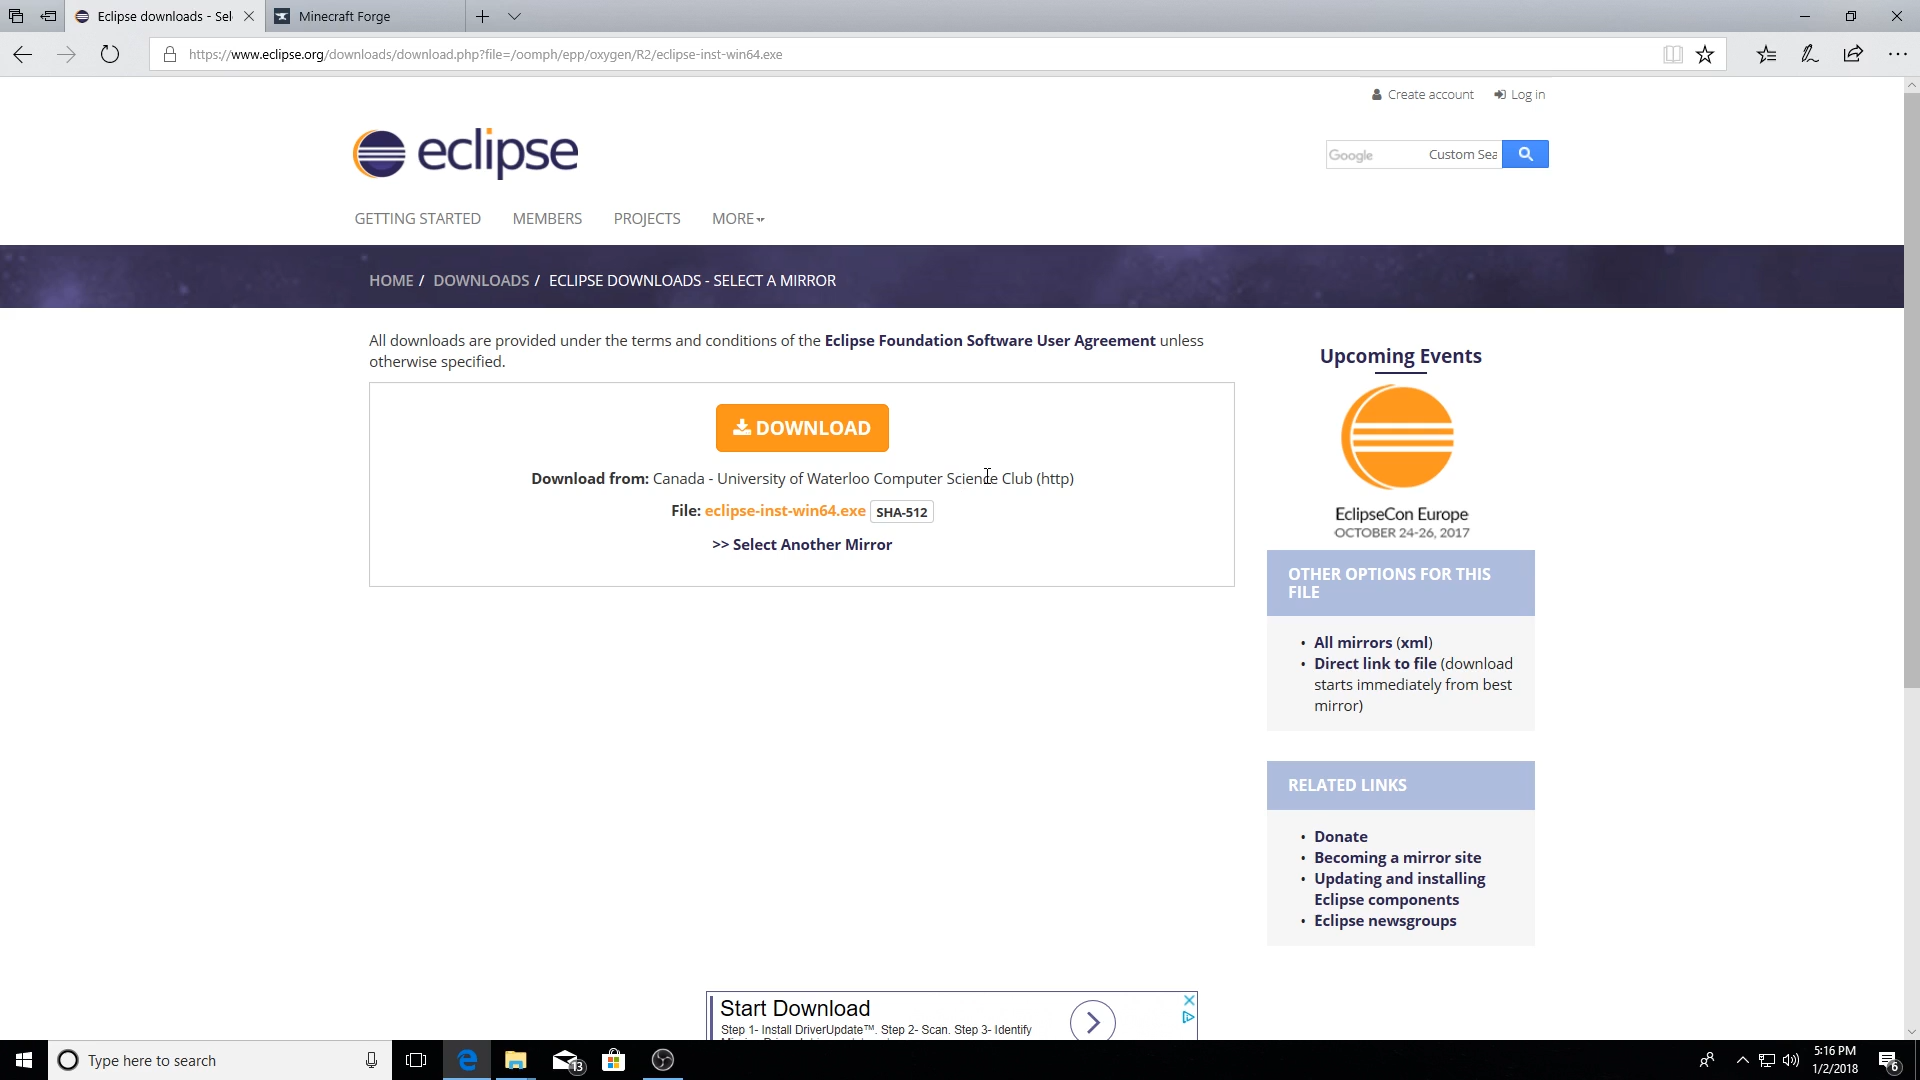 Eclipse downloads - Sel
Minecraft Forge
https://www.eclipse.org/downloads/download.php?file=/oomph/epp/oxygen/R2/eclipse-inst-win64.exe
Create account
Log in
eclipse
Google
Custom Sea
GETTING STARTED
MEMBERS
PROJECTS
MORE
HOME / DOWNLOADS / ECLIPSE DOWNLOADS - SELECT A MIRROR
All downloads are provided under the terms and conditions of the Eclipse Foundation Software User Agreement unless
otherwise specified.
DOWNLOAD
Download from: Canada - University of Waterloo Computer Science Club (http)
File: eclipse-inst-win64.exe SHA-512
>> Select Another Mirror
Upcoming Events
EclipseCon Europe
OCTOBER 24-26, 2017
OTHER OPTIONS FOR THIS
FILE
• All mirrors (xml)
• Direct link to file (download
starts immediately from best
mirror)
RELATED LINKS
• Donate
• Becoming a mirror site
• Updating and installing
Eclipse components
• Eclipse newsgroups
Start Download
Step 1- Install DriverUpdate™. Step 2- Scan. Step 3- Identify
Type here to search
13
5:16 PM
1/2/2018
6